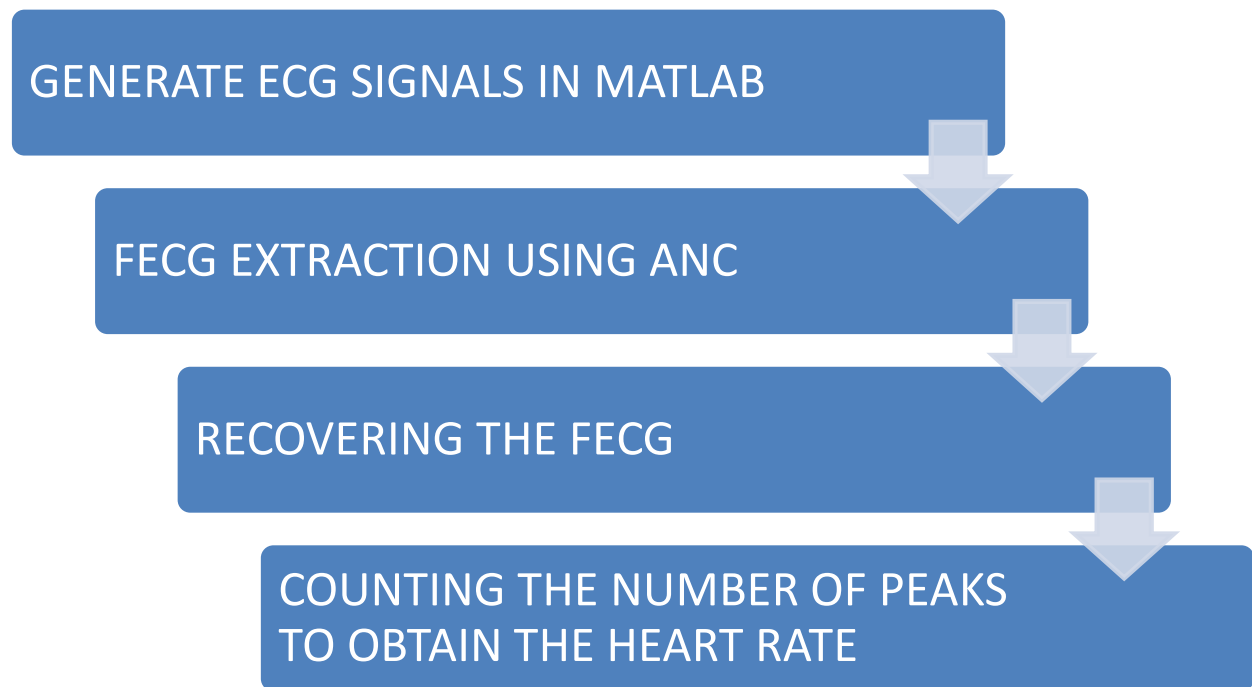 GENERATE ECG SIGNALS IN MATLAB
FECG EXTRACTION USING ANC
RECOVERING THE FECG
COUNTING THE NUMBER OF PEAKS
TO OBTAIN THE HEART RATE